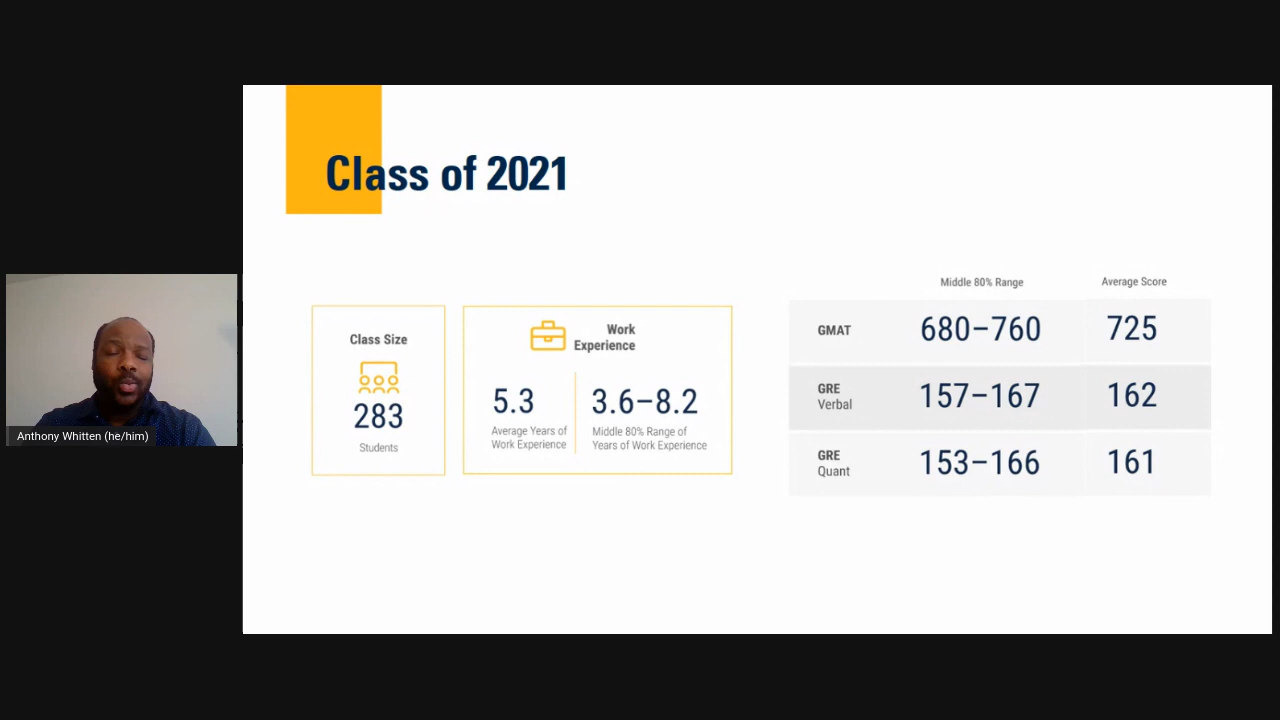 Class of 2021
Class Size
283
Students
Work
Experience
5.3
Average Years of
Work Experience
3.6–8.2
Middle 80% Range of
Years of Work Experience
Middle 80% Range Average Score
GMAT 680–760 725
GRE
Verbal 157–167 162
GRE
Quant 153–166 161
Anthony Whitten (he/him)